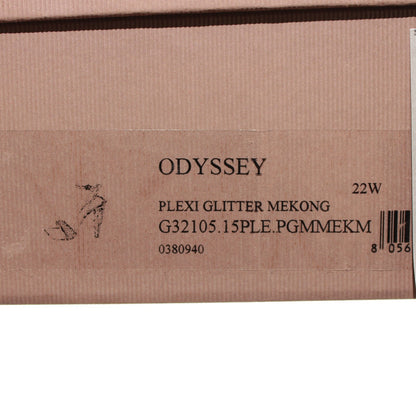 ODYSSEY
22W
PLEXI GLITTER MEKONG
G32105.15PLE.PGMMEKM
0380940
8 056